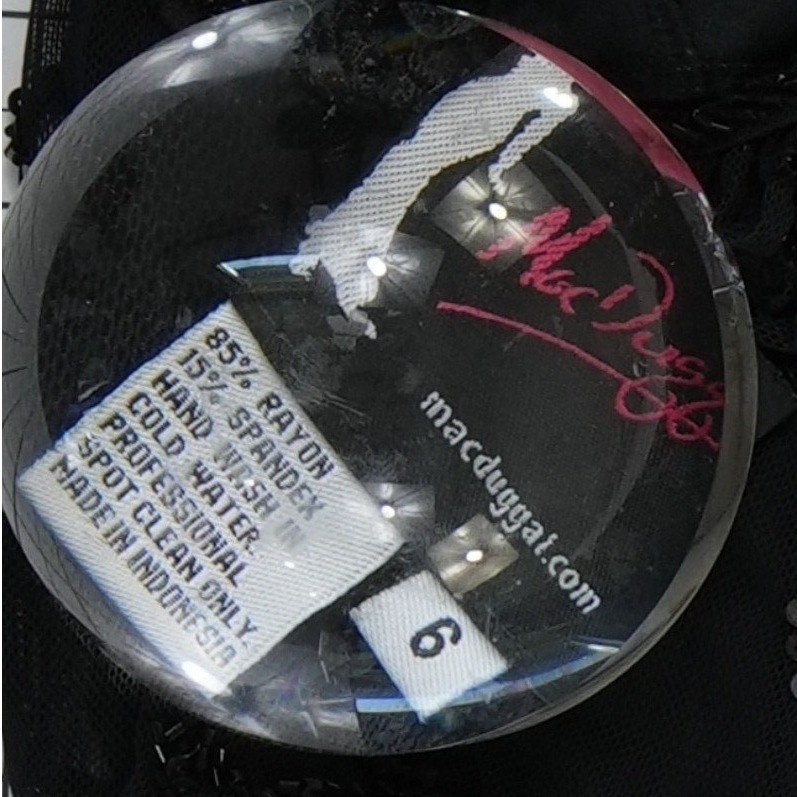 Mac Dugg
macduggal.com
85% RAYON
15% SPANDEX
HAND WASH IN
COLD WATER.
PROFESSIONAL
SPOT CLEAN ONLY.
MADE IN INDONESIA
6